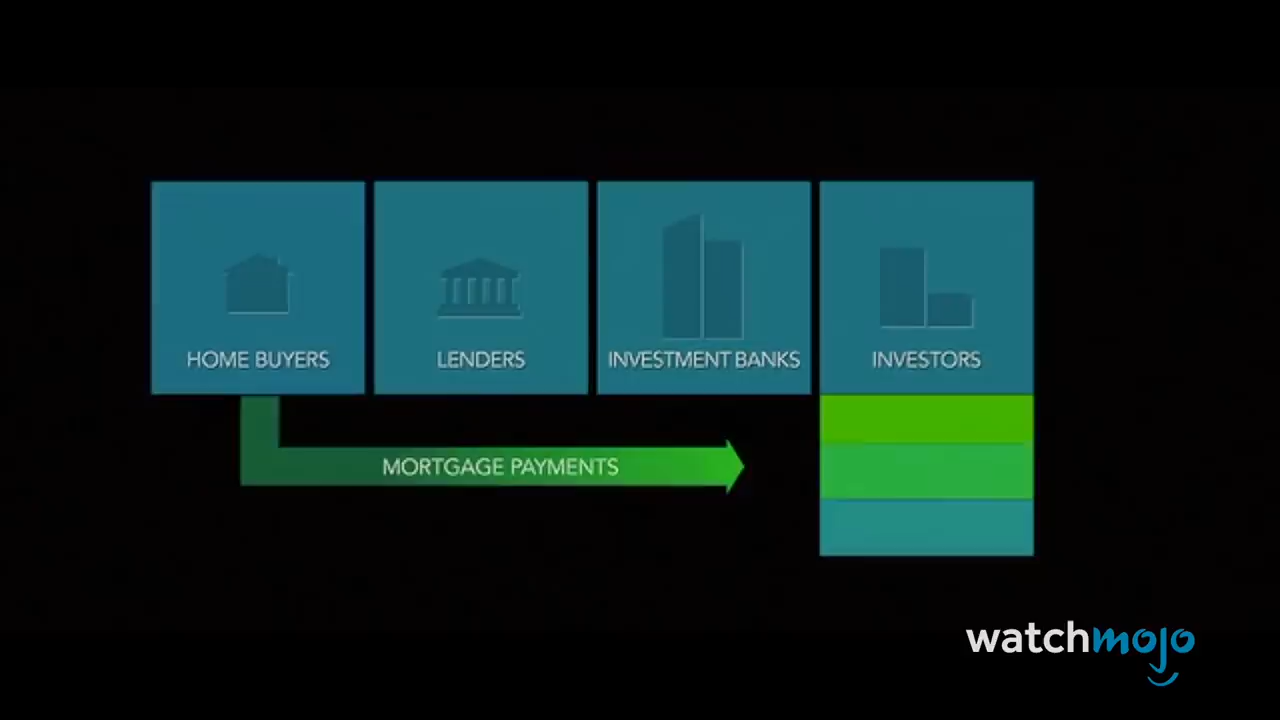 HOME BUYERS
LENDERS
INVESTMENT BANKS
INVESTORS
MORTGAGE PAYMENTS
watchmojo